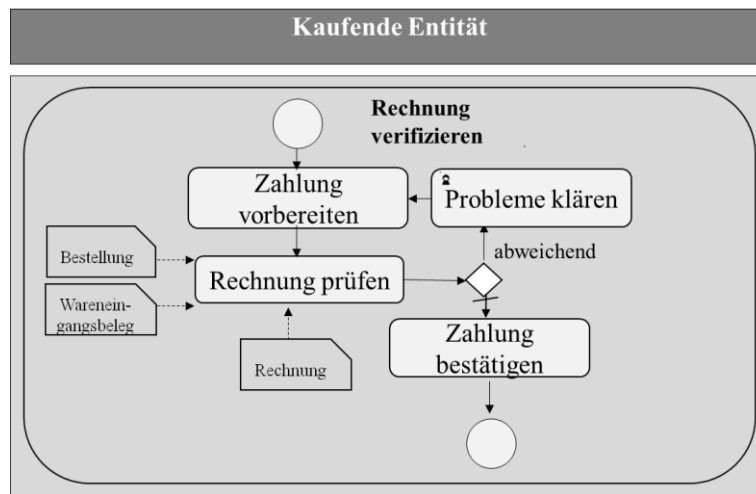 Kaufende Entität
Rechnung
verifizieren
Zahlung
vorbereiten
Probleme klären
abweichend
Bestellung
Rechnung prüfen
Wareneingangsbeleg
Rechnung
Zahlung
bestätigen